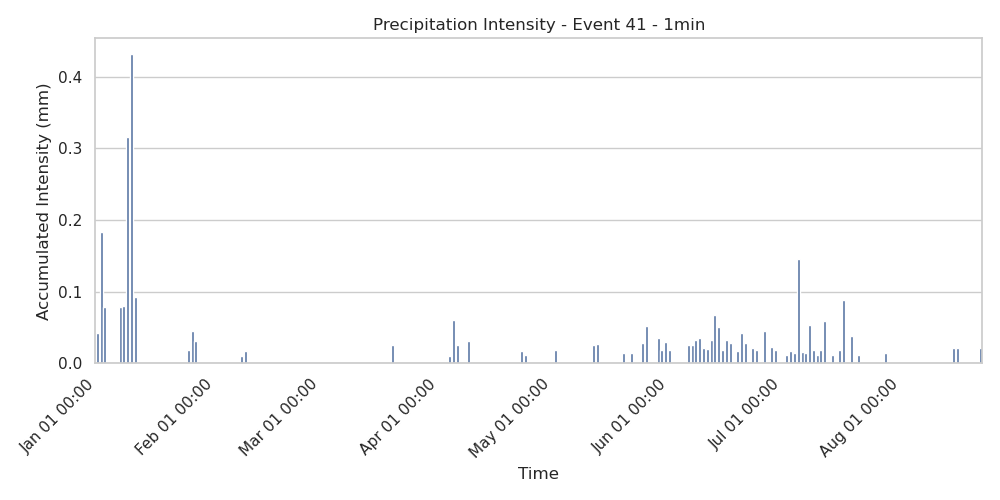 Precipitation Intensity - Event 41 - 1min
Accumulated Intensity (mm)
0.4
0.3
0.2
0.1
0.0
Jan 01 00:00
Feb 01 00:00
Mar 01 00:00
Apr 01 00:00
May 01 00:00
Jun 01 00:00
Jul 01 00:00
Aug 01 00:00
Time